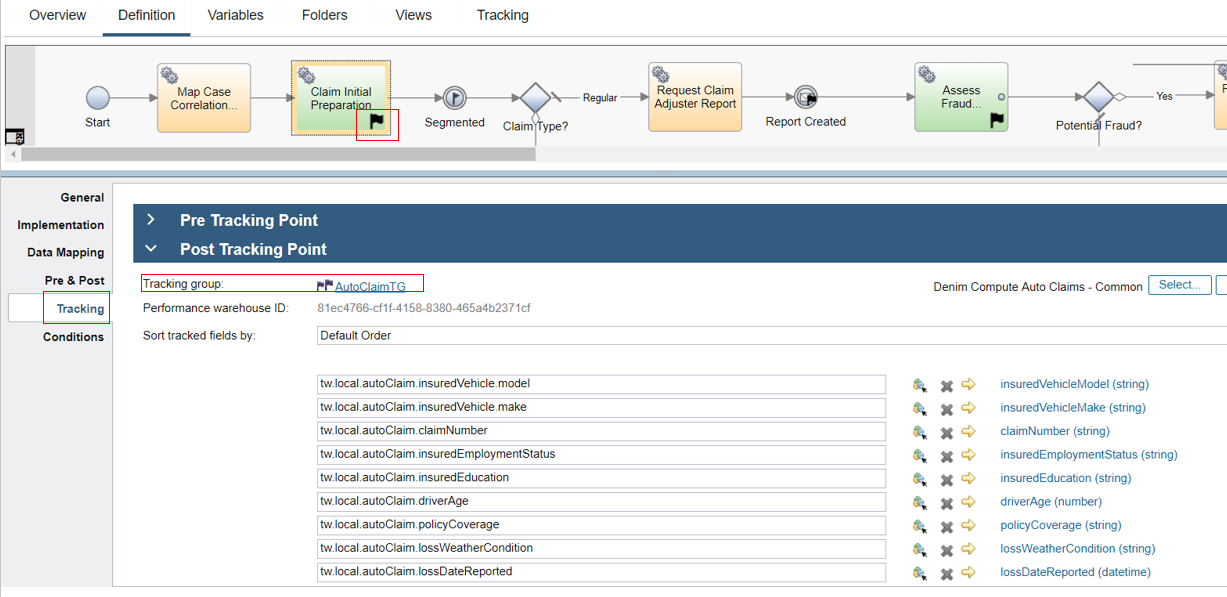 Overview Definition Variables Folders Views Tracking
Map Case
Correlation...
Claim Initial
Preparation
Request Claim
Adjuster Report
Assess
Fraud...
Start
Segmented
Claim Type?
Regular
Report Created
Potential Fraud?
Yes
General
Implementation
Data Mapping
Pre & Post
Tracking
Conditions
Pre Tracking Point
Post Tracking Point
Tracking group: AutoClaimTG Denim Compute Auto Claims - Common Select...
Performance warehouse ID: 81ec4766-cf1f-4158-8380-465a4b2371cf
Sort tracked fields by: Default Order
tw.local.autoClaim.insuredVehicle.model insuredVehicleModel (string)
tw.local.autoClaim.insuredVehicle.make insuredVehicleMake (string)
tw.local.autoClaim.claimNumber claimNumber (string)
tw.local.autoClaim.insuredEmploymentStatus insuredEmploymentStatus (string)
tw.local.autoClaim.insuredEducation insuredEducation (string)
tw.local.autoClaim.driverAge driverAge (number)
tw.local.autoClaim.policyCoverage policyCoverage (string)
tw.local.autoClaim.lossWeatherCondition lossWeatherCondition (string)
tw.local.autoClaim.lossDateReported lossDateReported (datetime)